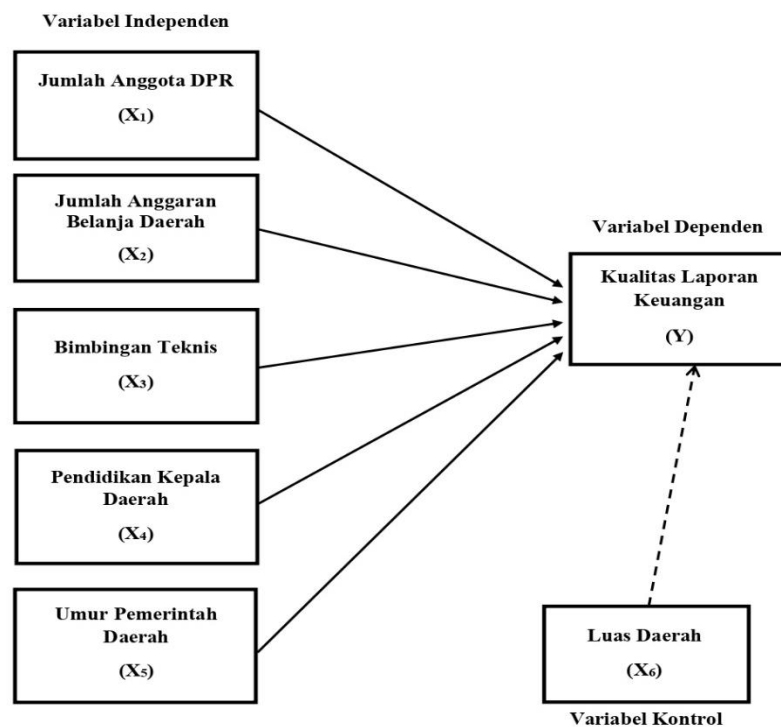 Variabel Independen
Jumlah Anggota DPR
(X₁)
Jumlah Anggaran
Belanja Daerah
(X₂)
Bimbingan Teknis
(X₃)
Pendidikan Kepala
Daerah
(X₄)
Umur Pemerintah
Daerah
(X₅)
Variabel Dependen
Kualitas Laporan
Keuangan
(Y)
Luas Daerah
(X₆)
Variabel Kontrol